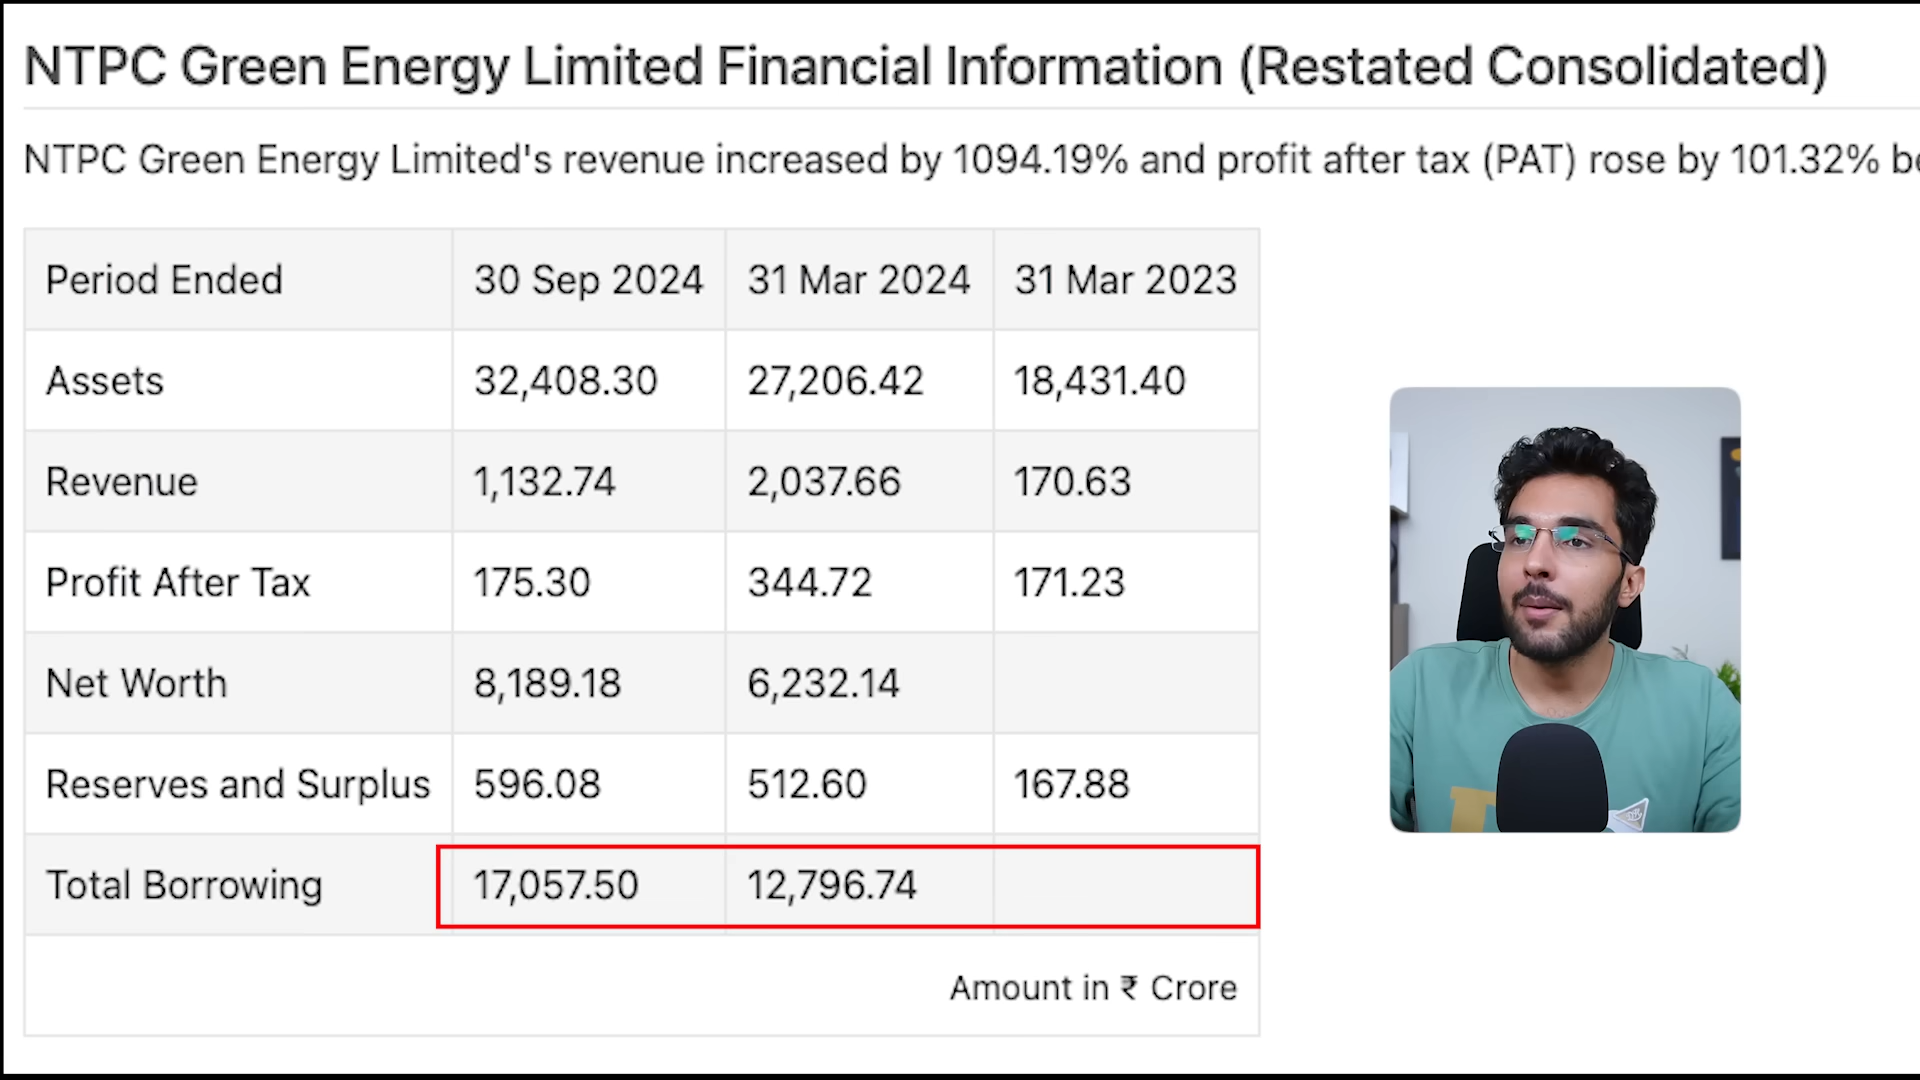 NTPC Green Energy Limited Financial Information (Restated Consolidated)
NTPC Green Energy Limited's revenue increased by 1094.19% and profit after tax (PAT) rose by 101.32%
Period Ended 30 Sep 2024 31 Mar 2024 31 Mar 2023
Assets 32,408.30 27,206.42 18,431.40
Revenue 1,132.74 2,037.66 170.63
Profit After Tax 175.30 344.72 171.23
Net Worth 8,189.18 6,232.14
Reserves and Surplus 596.08 512.60 167.88
Total Borrowing 17,057.50 12,796.74
Amount in ₹ Crore